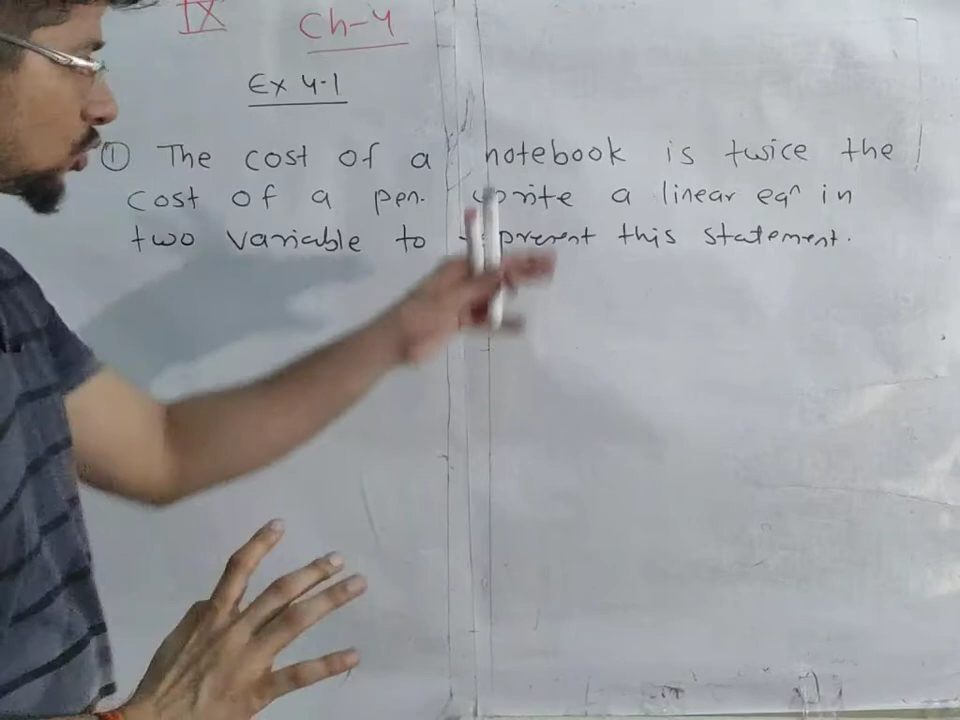 IX Ch-4
Ex 4.1
① The cost of a notebook is twice the
cost of a pen. write a linear eqⁿ in
two variable to represent this statement.